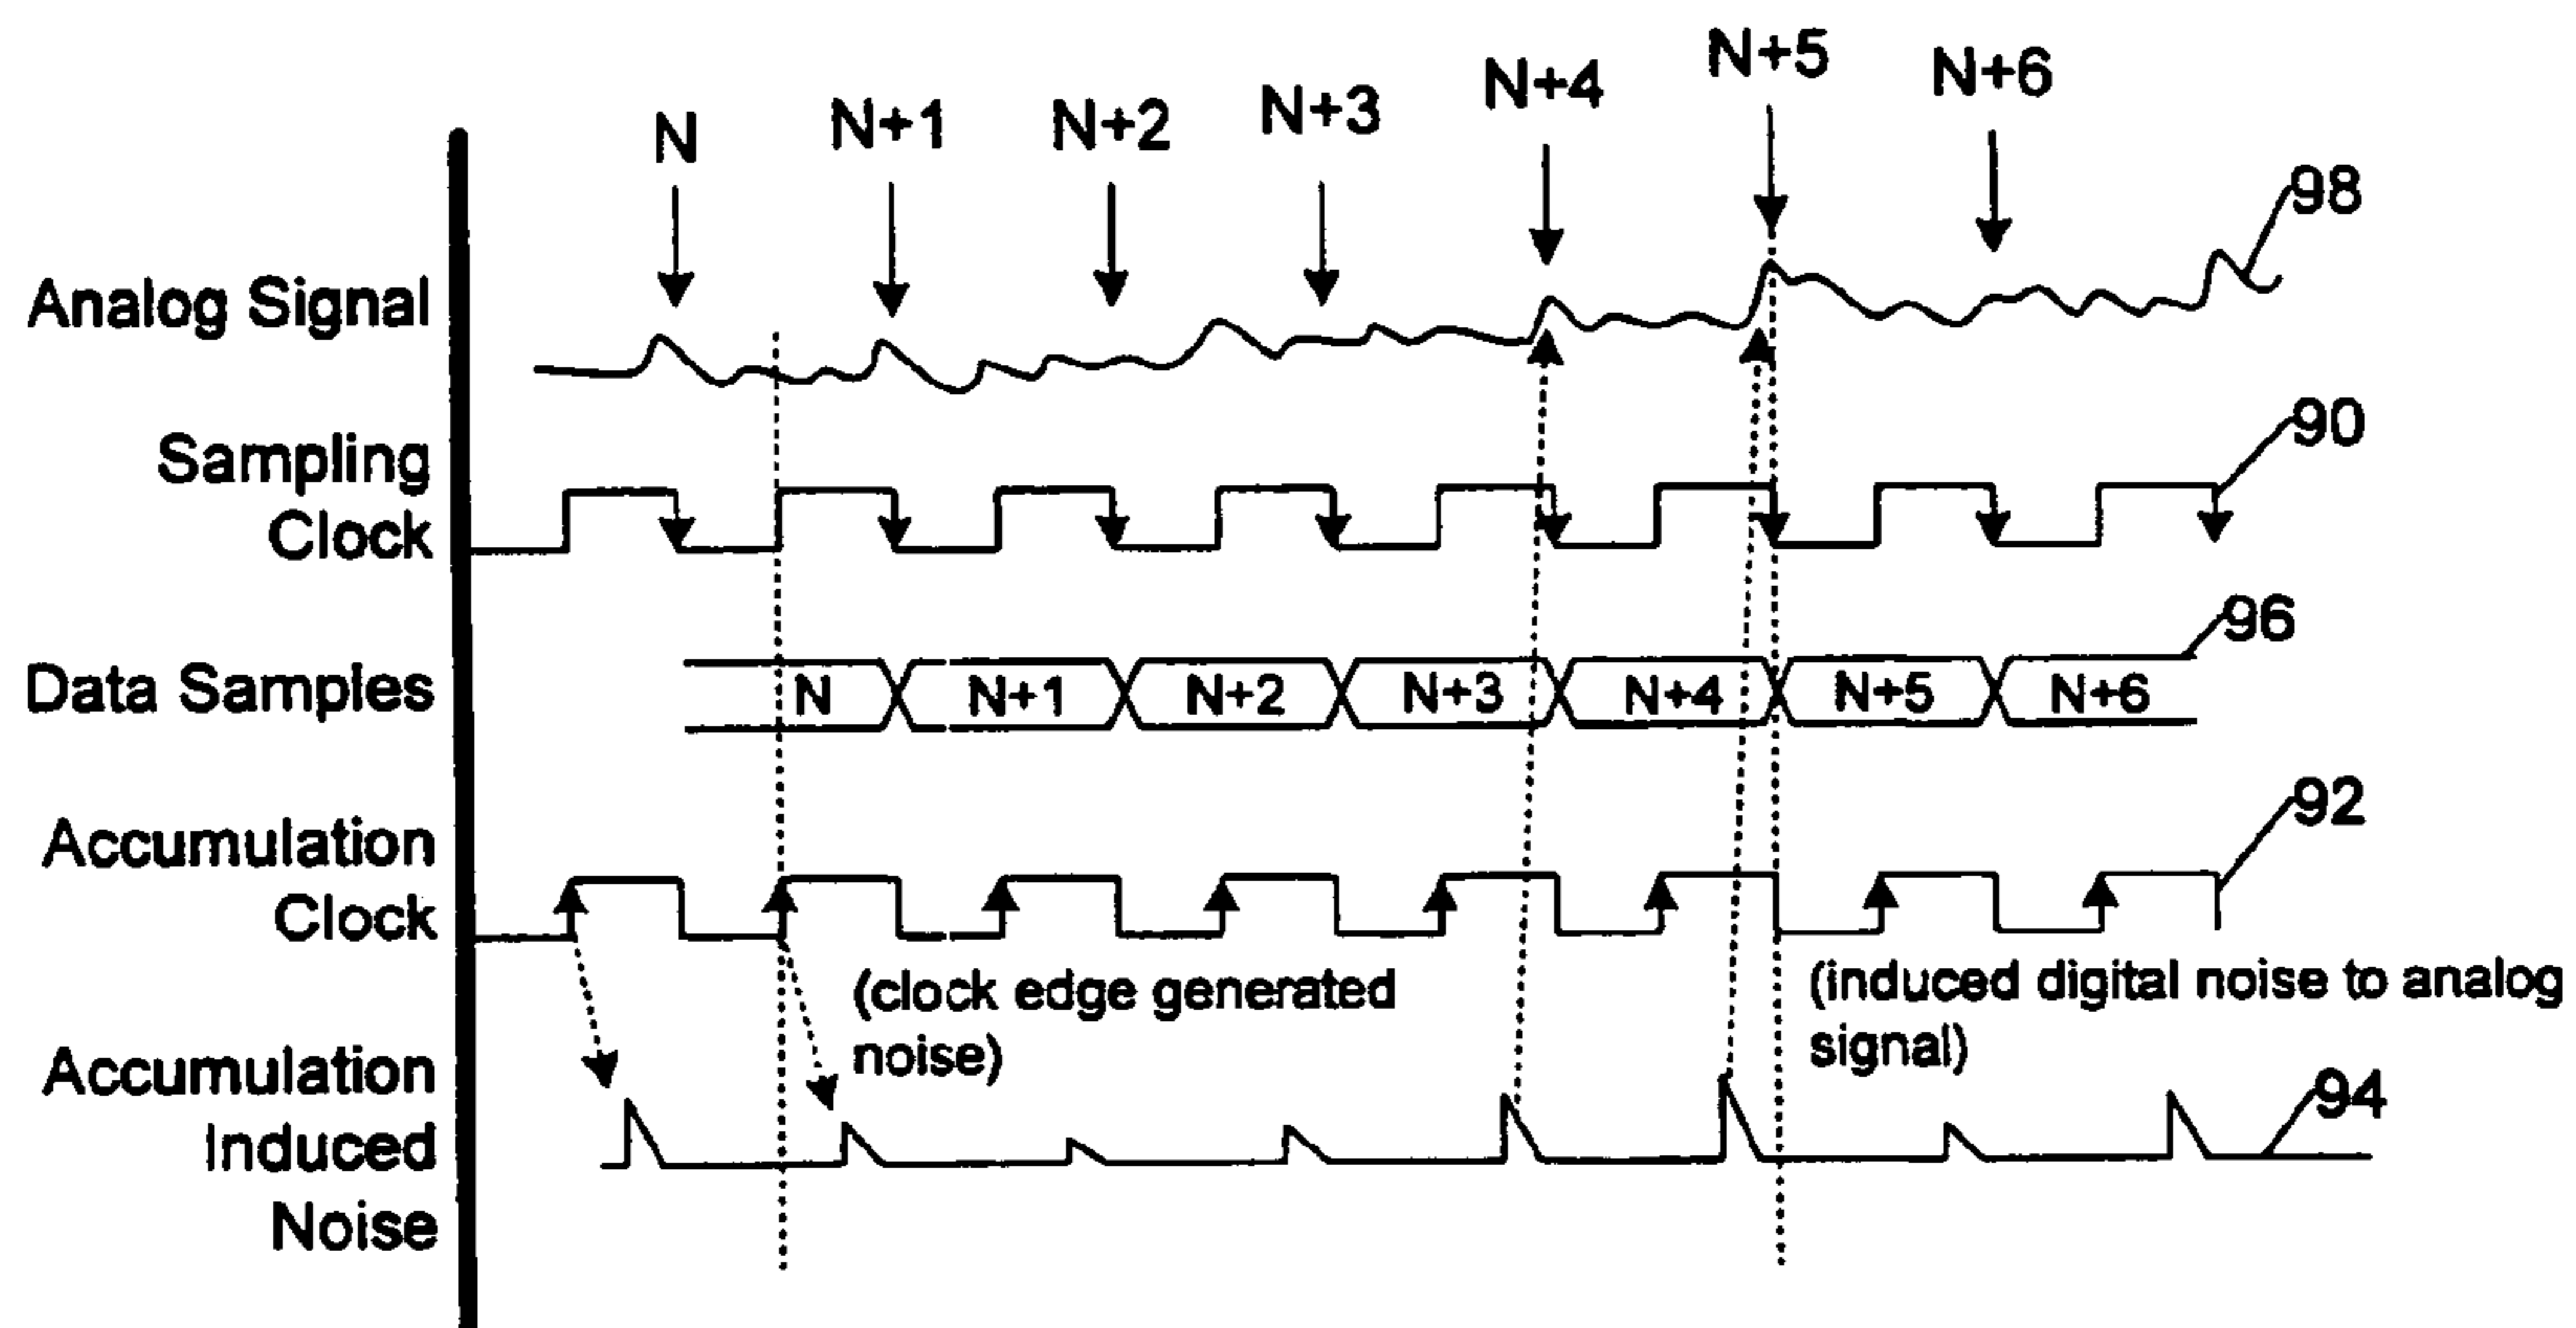 N
N+1
N+2
N+3
N+4
N+5
N+6
98
Analog Signal
90
Sampling
Clock
96
Data Samples
N
N+1
N+2
N+3
N+4
N+5
N+6
92
Accumulation
Clock
(clock edge generated
noise)
(induced digital noise to analog
signal)
94
Accumulation
Induced
Noise